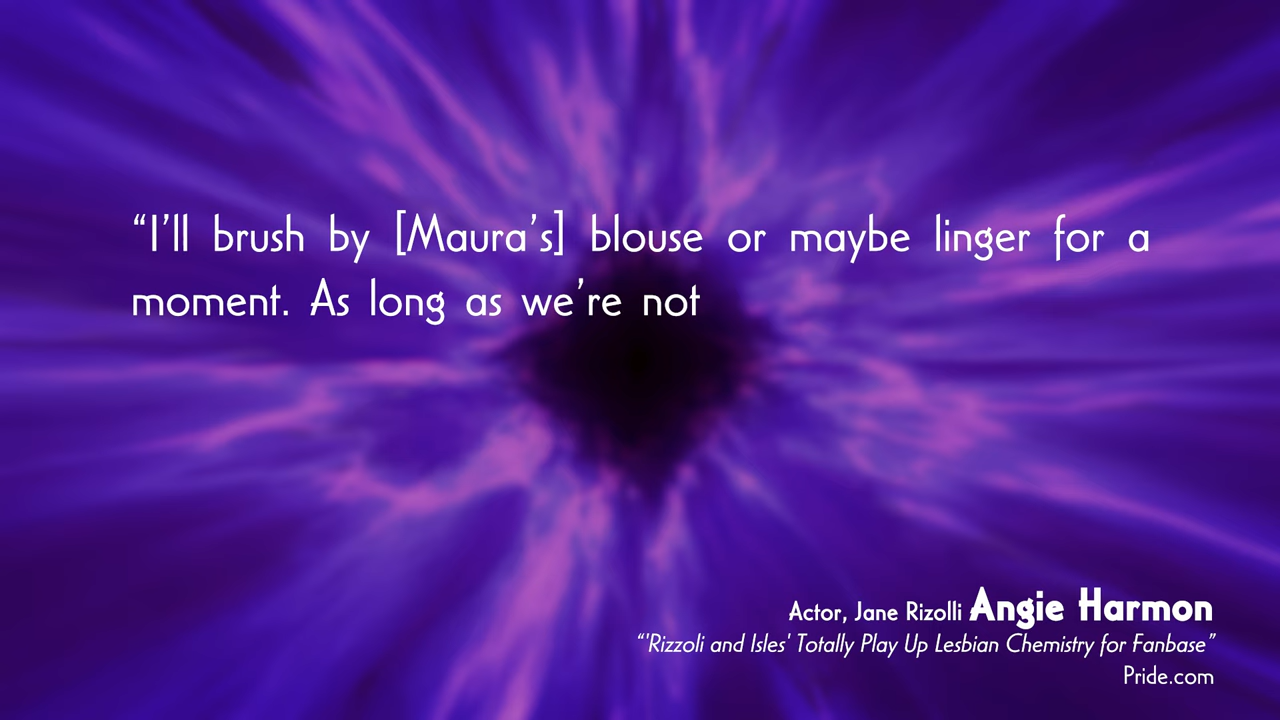 “I’ll brush by [Maura’s] blouse or maybe linger for a
moment. As long as we’re not
Actor, Jane Rizolli Angie Harmon
“'Rizzoli and Isles' Totally Play Up Lesbian Chemistry for Fanbase”
Pride.com